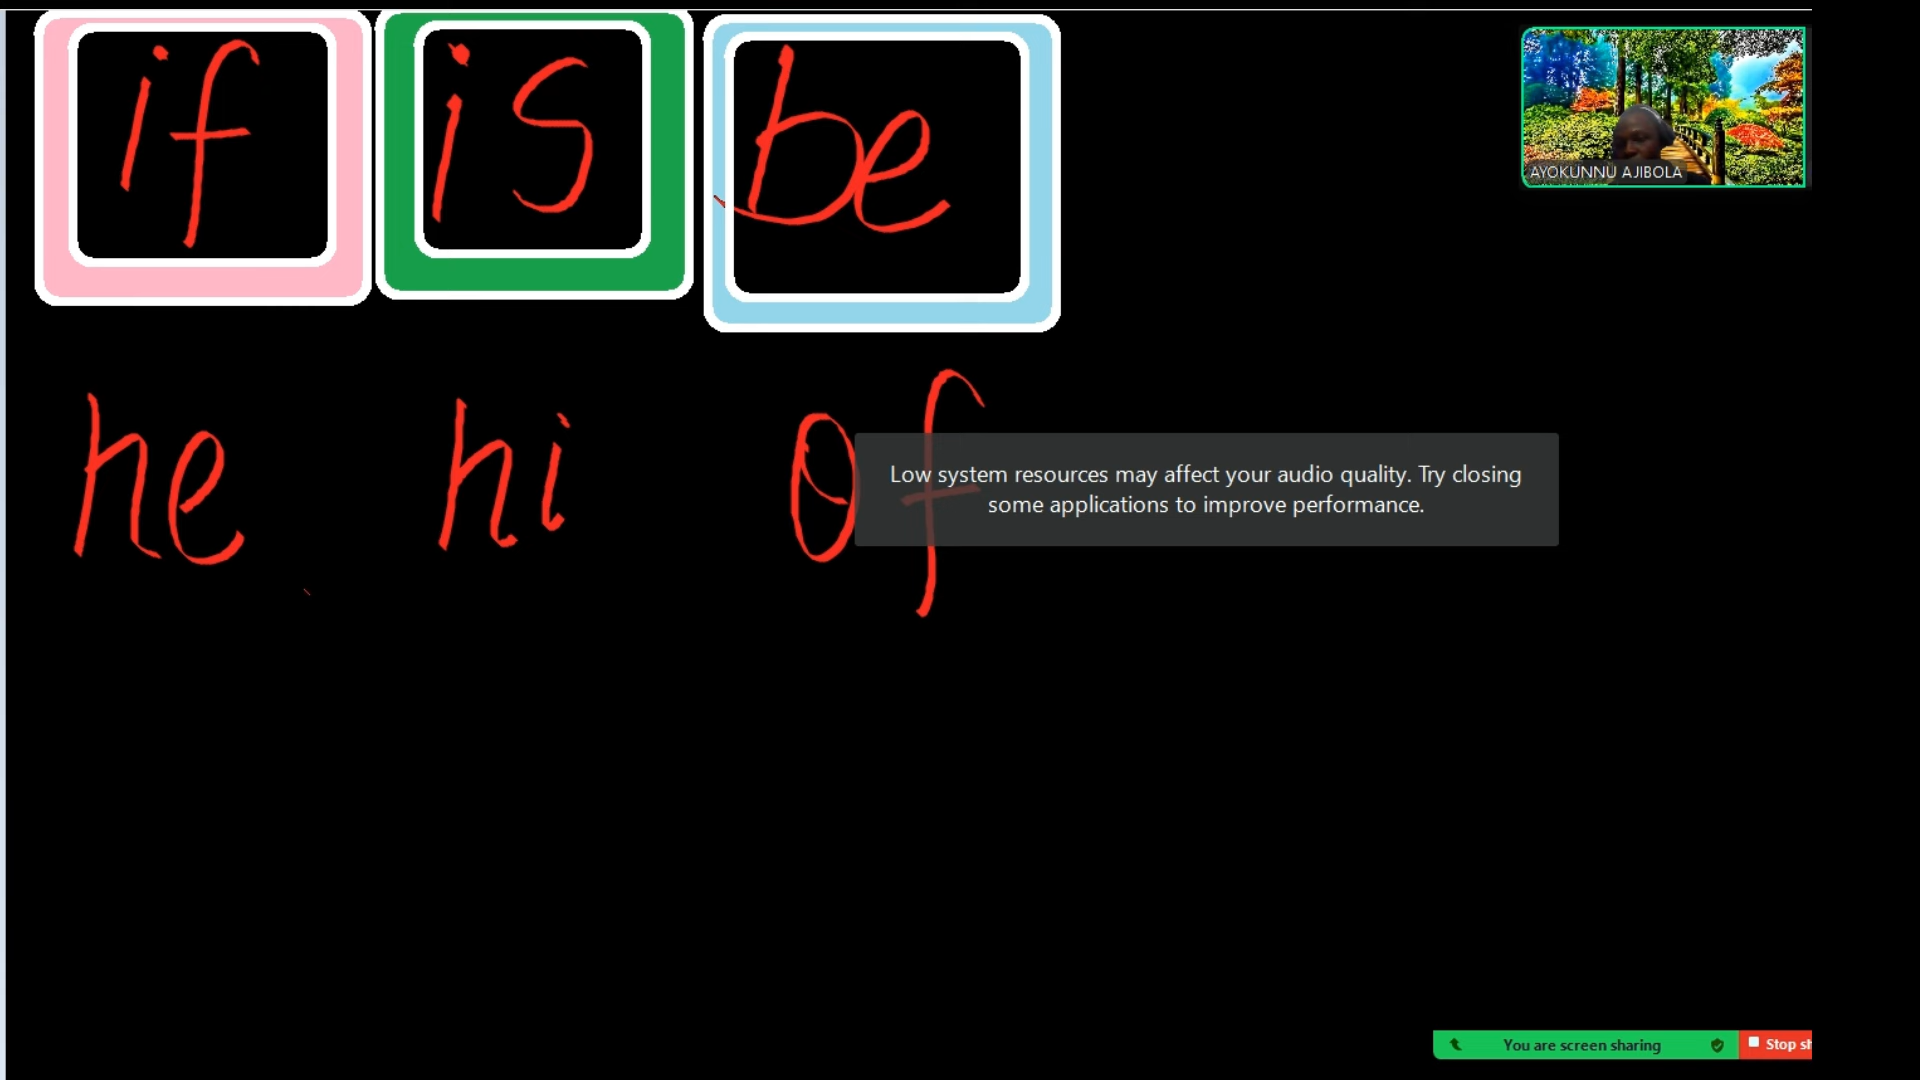 if is be
AYOKUNNU AJIBOLA
he hi of
Low system resources may affect your audio quality. Try closing
some applications to improve performance.
You are screen sharing Stop sh